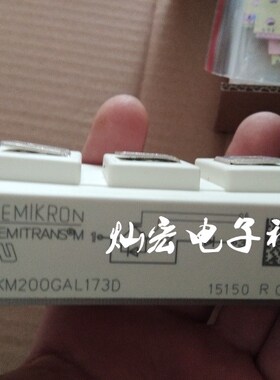 EMIKRON
EMITRANS®M
KM200GAL173D
15150 R
灿宏电子